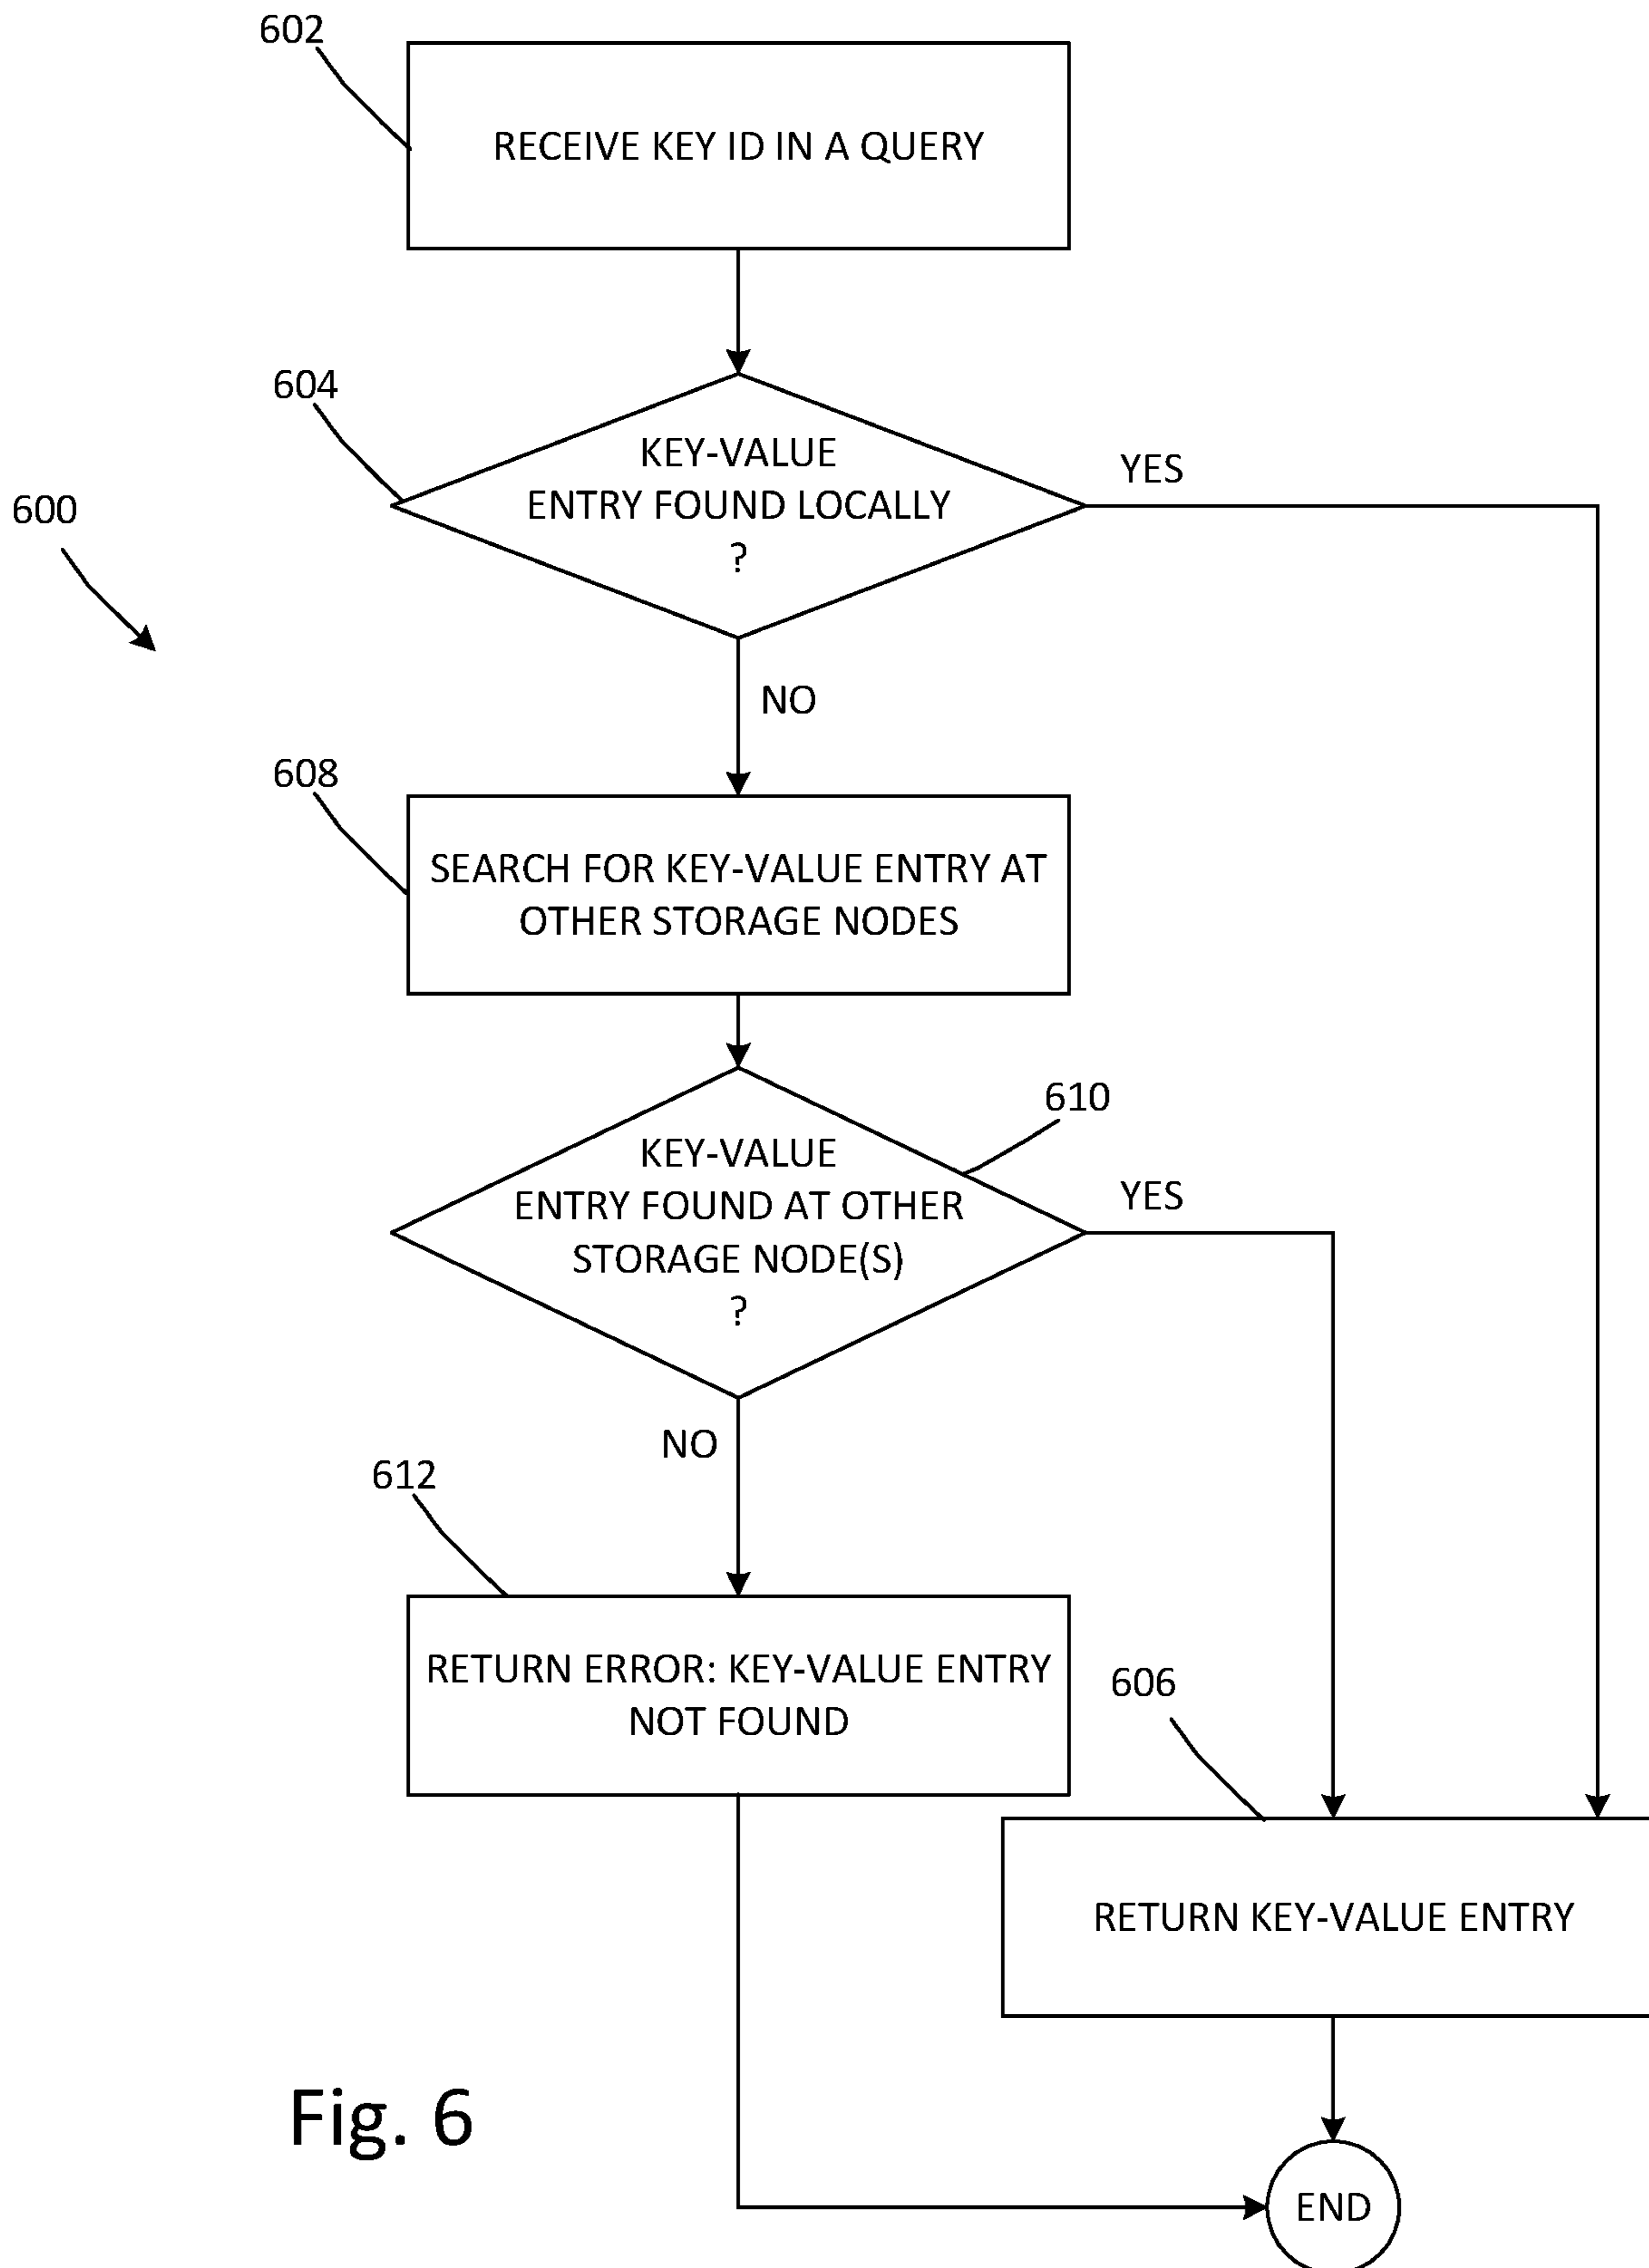 602
RECEIVE KEY ID IN A QUERY
604
KEY-VALUE
ENTRY FOUND LOCALLY
?
YES
600
NO
608
SEARCH FOR KEY-VALUE ENTRY AT
OTHER STORAGE NODES
610
KEY-VALUE
ENTRY FOUND AT OTHER
STORAGE NODE(S)
?
YES
NO
612
RETURN ERROR: KEY-VALUE ENTRY
NOT FOUND
606
RETURN KEY-VALUE ENTRY
Fig. 6
END